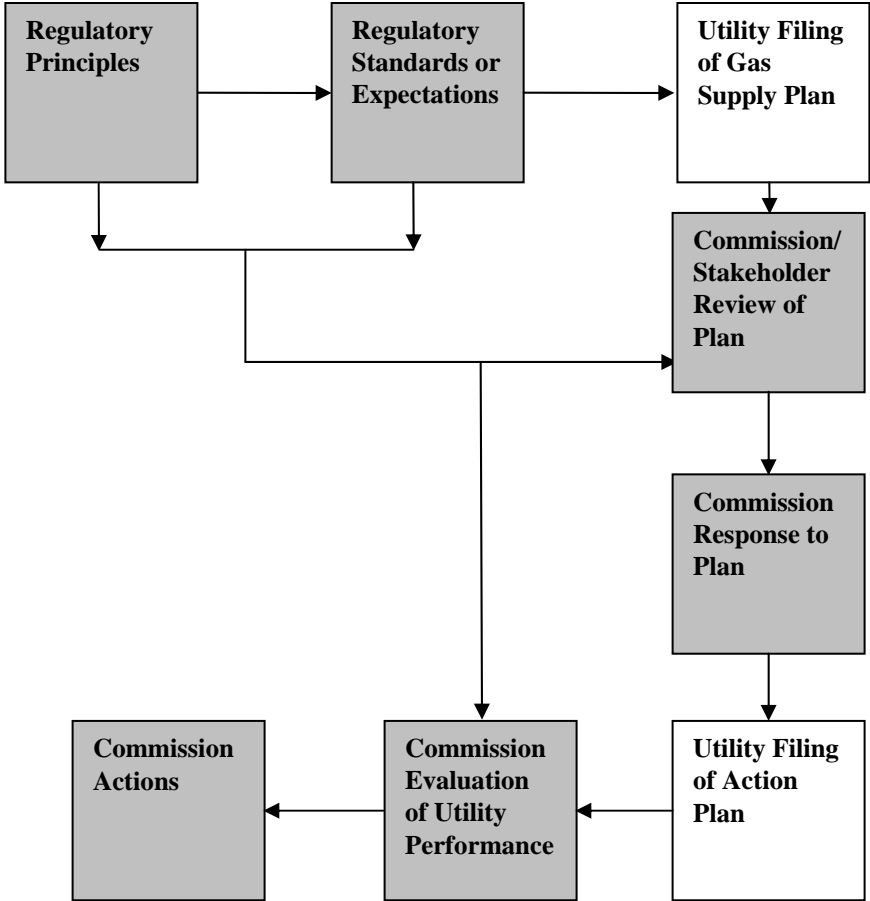 Regulatory
Principles
Regulatory
Standards or
Expectations
Utility Filing
of Gas
Supply Plan
Commission/
Stakeholder
Review of
Plan
Commission
Response to
Plan
Commission
Actions
Commission
Evaluation
of Utility
Performance
Utility Filing
of Action
Plan